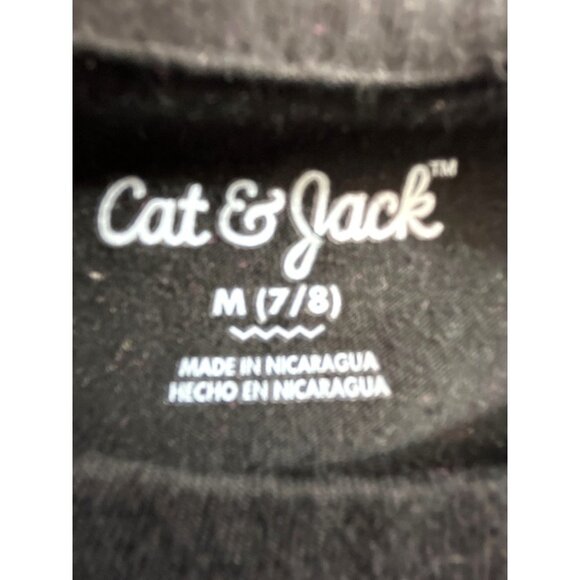 Cat & Jack™
M (7/8)
MADE IN NICARAGUA
HECHO EN NICARAGUA